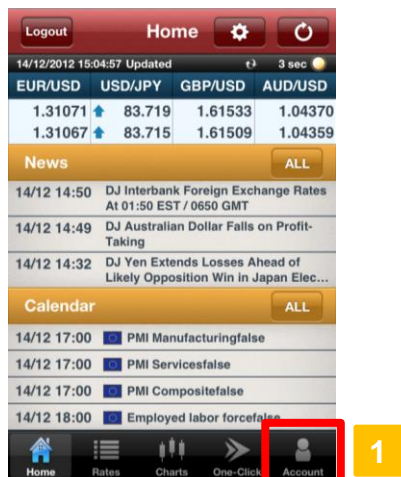 Logout Home
14/12/2012 15:04:57 Updated 3 sec
EUR/USD USD/JPY GBP/USD AUD/USD
1.31071 83.719 1.61533 1.04370
1.31067 83.715 1.61509 1.04359
News ALL
14/12 14:50 DJ Interbank Foreign Exchange Rates
At 01:50 EST / 0650 GMT
14/12 14:49 DJ Australian Dollar Falls on Profit-
Taking
14/12 14:32 DJ Yen Extends Losses Ahead of
Likely Opposition Win in Japan Elec...
Calendar ALL
14/12 17:00 PMI Manufacturingfalse
14/12 17:00 PMI Servicesfalse
14/12 17:00 PMI Compositefalse
14/12 18:00 Employed labor forcefalse
Home Rates Charts One-Click Account
1